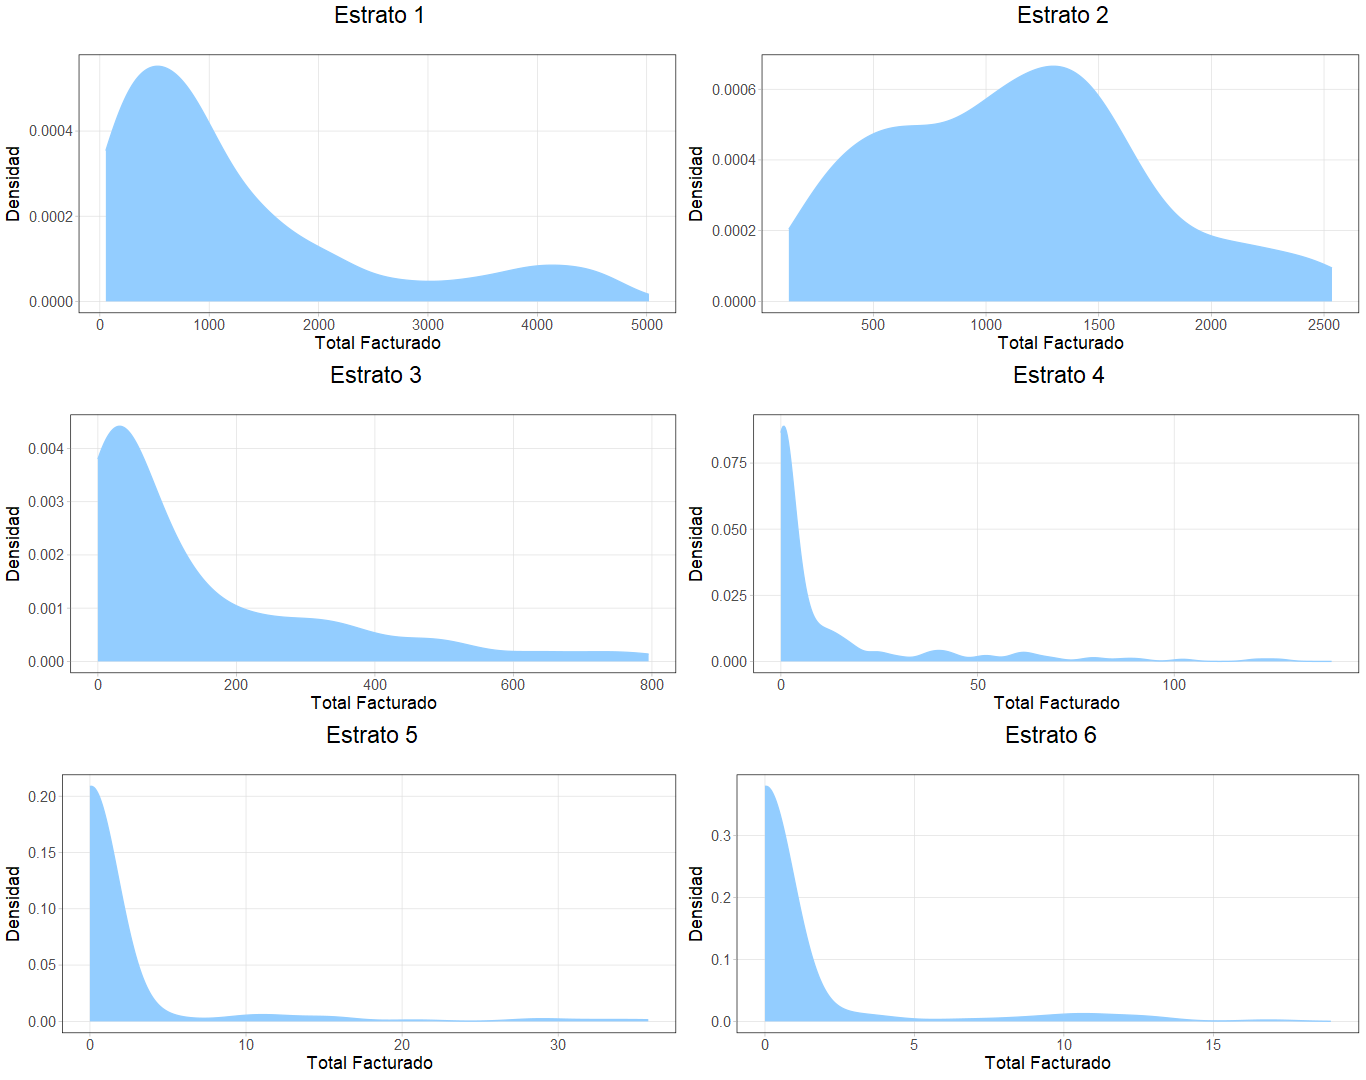 Estrato 1
Densidad
0.0004
0.0002
0.0000
0 1000 2000 3000 4000 5000
Total Facturado
Estrato 2
Densidad
0.0006
0.0004
0.0002
0.0000
500 1000 1500 2000 2500
Total Facturado
Estrato 3
Densidad
0.004
0.003
0.002
0.001
0.000
0 200 400 600 800
Total Facturado
Estrato 4
Densidad
0.075
0.050
0.025
0.000
0 50 100
Total Facturado
Estrato 5
Densidad
0.20
0.15
0.10
0.05
0.00
0 10 20 30
Total Facturado
Estrato 6
Densidad
0.3
0.2
0.1
0.0
0 5 10 15
Total Facturado